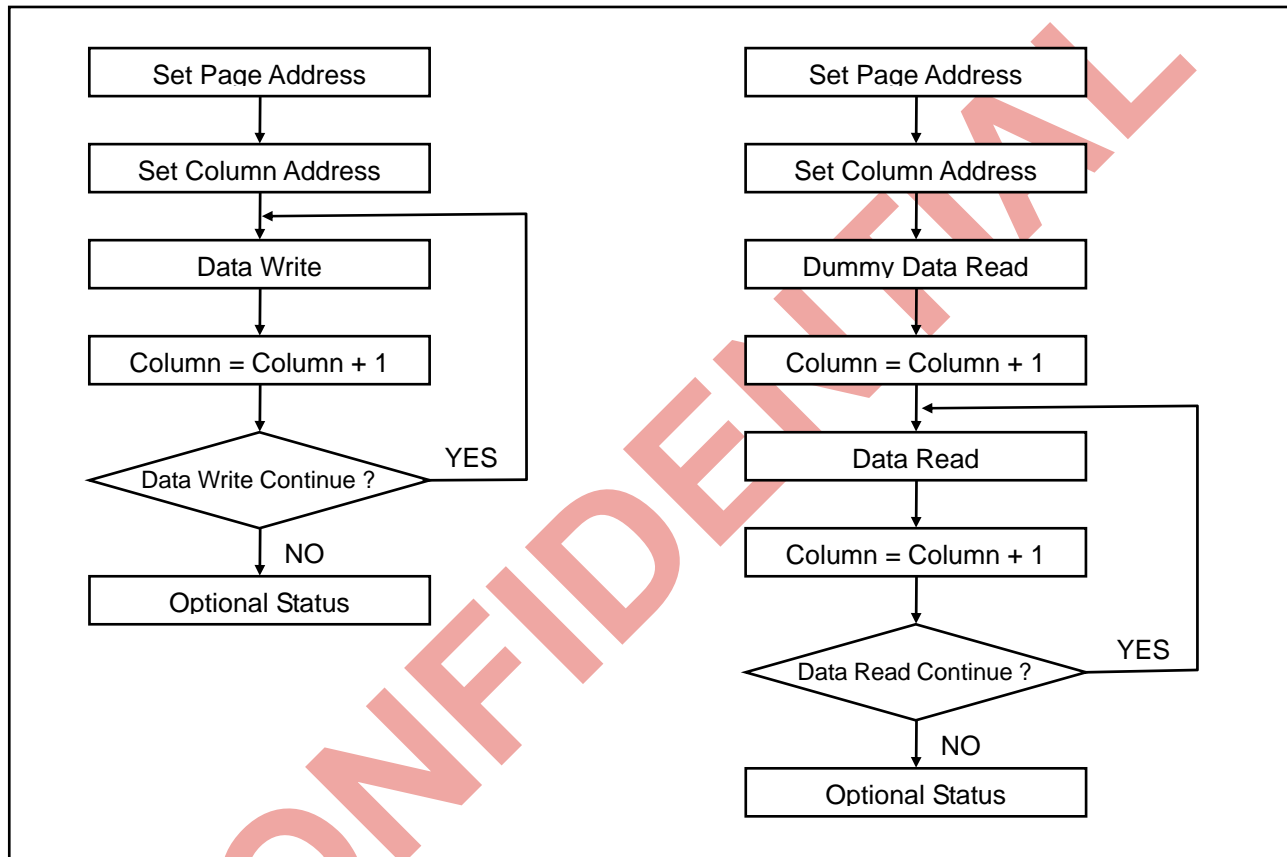 Set Page Address
Set Column Address
Data Write
Column = Column + 1
Data Write Continue ?
YES
NO
Optional Status
Set Page Address
Set Column Address
Dummy Data Read
Column = Column + 1
Data Read
Column = Column + 1
Data Read Continue ?
YES
NO
Optional Status
ONFIDENTIAL